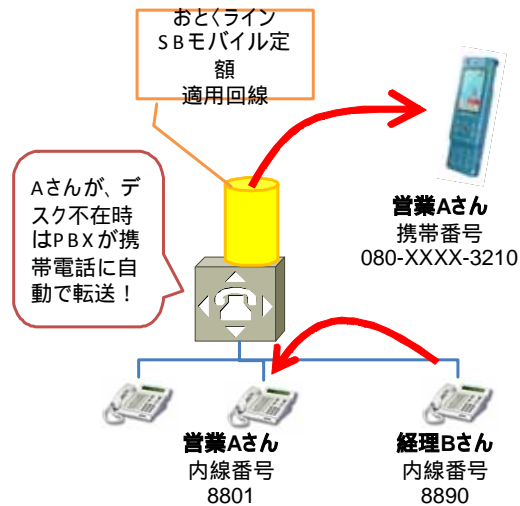 おとくライン
SBモバイル定
額
適用回線
Aさんが、デ
スク不在時
はPBXが携
帯電話に自
動で転送！
営業Aさん
携帯番号
080-XXXX-3210
営業Aさん
内線番号
8801
経理Bさん
内線番号
8890